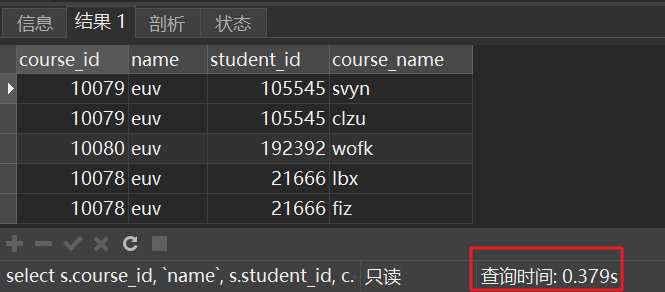 信息 结果 1 剖析 状态
course_id name student_id course_name
10079 euv 105545 svyn
10079 euv 105545 clzu
10080 euv 192392 wofk
10078 euv 21666 lbx
10078 euv 21666 fiz
select s.course_id, `name`, s.student_id, c. 只读 查询时间: 0.379s